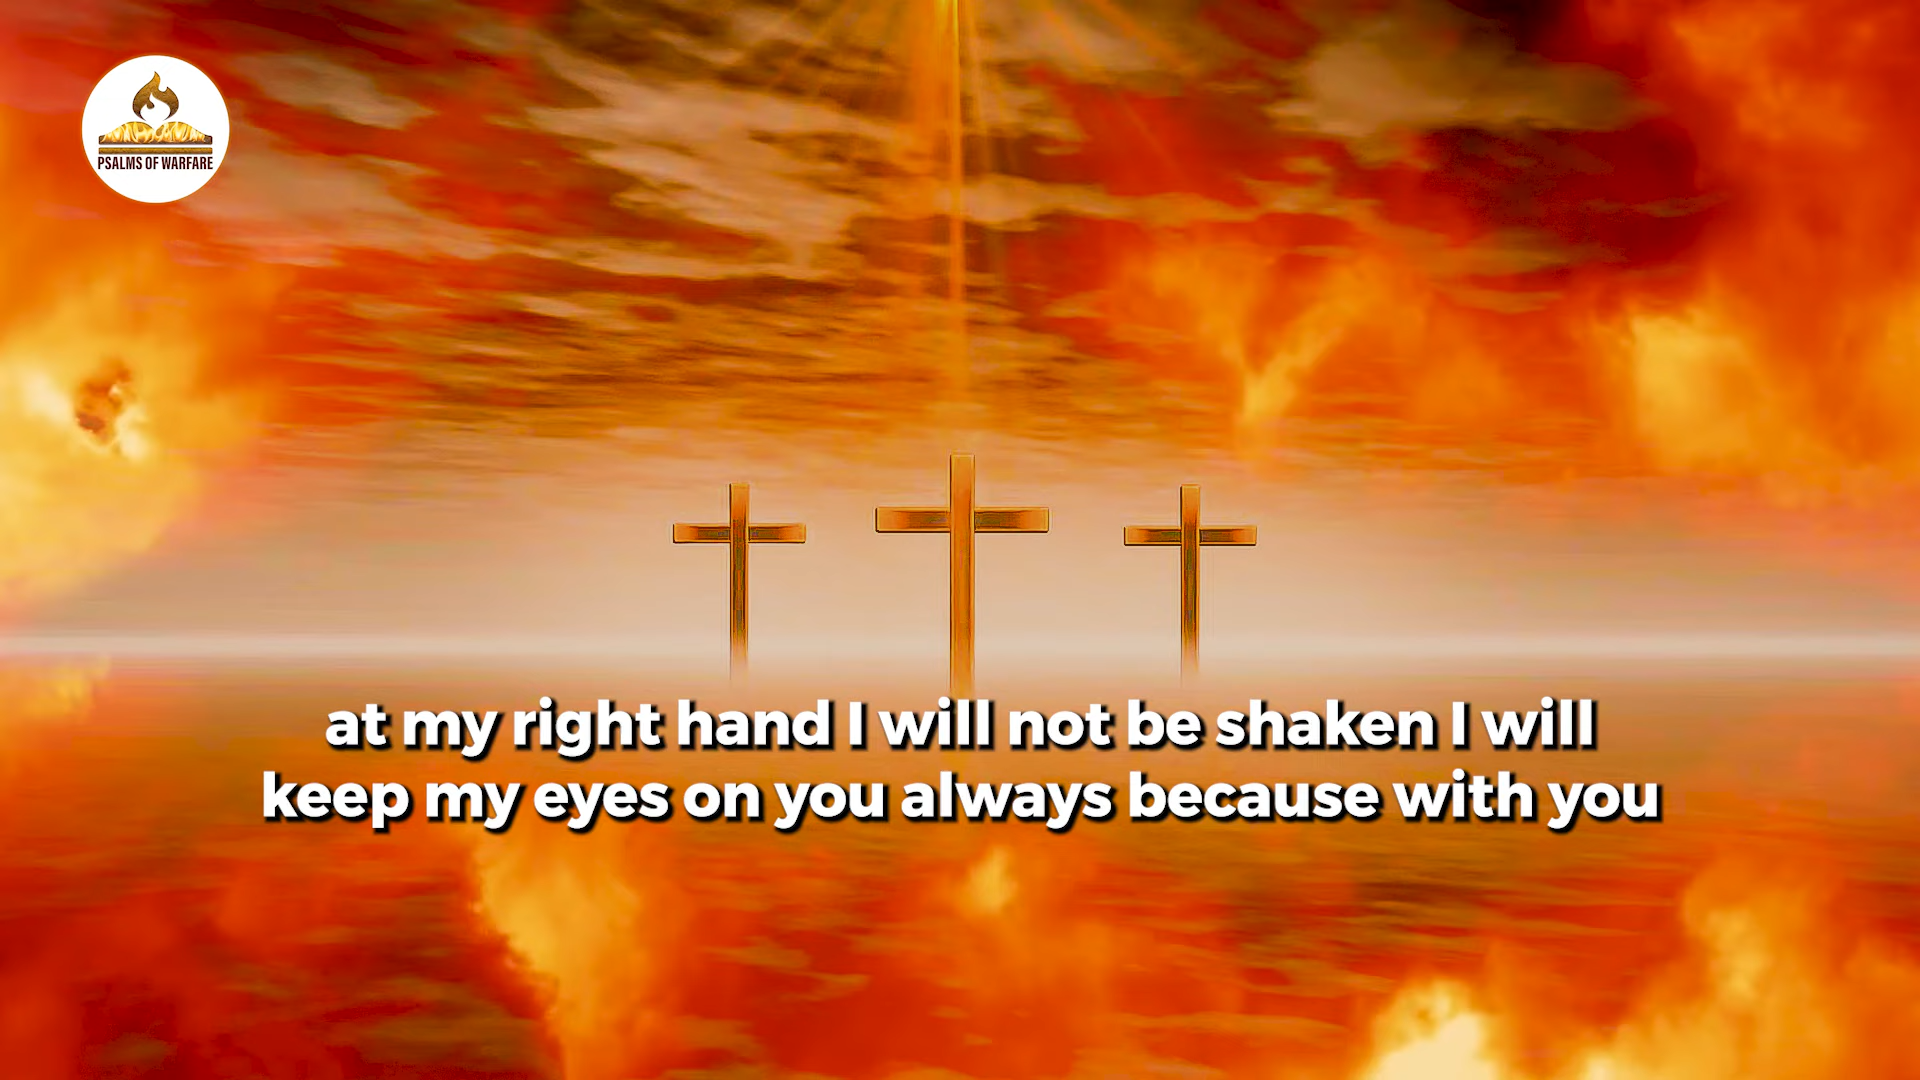 PSALMS OF WARFARE
at my right hand I will not be shaken I will
keep my eyes on you always because with you